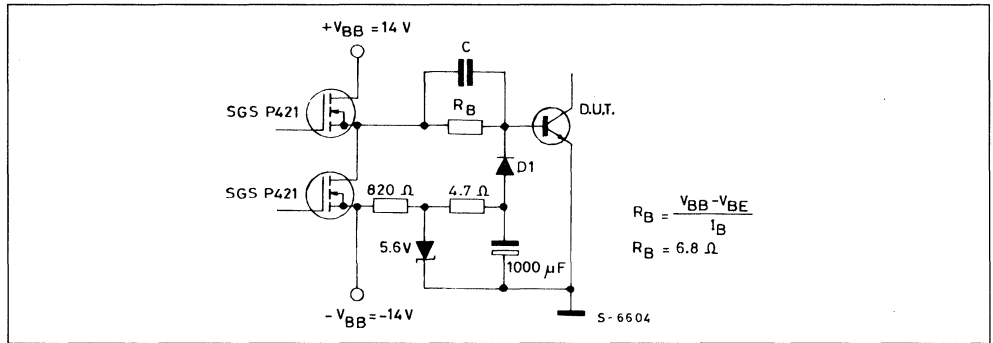 +VBB = 14 V
C
SGS P421
RB
D.U.T.
D1
SGS P421
820 Ω
4.7 Ω
RB = VBB - VBE
IB
RB = 6.8 Ω
5.6V
1000 μF
- VBB = -14V
S-6604